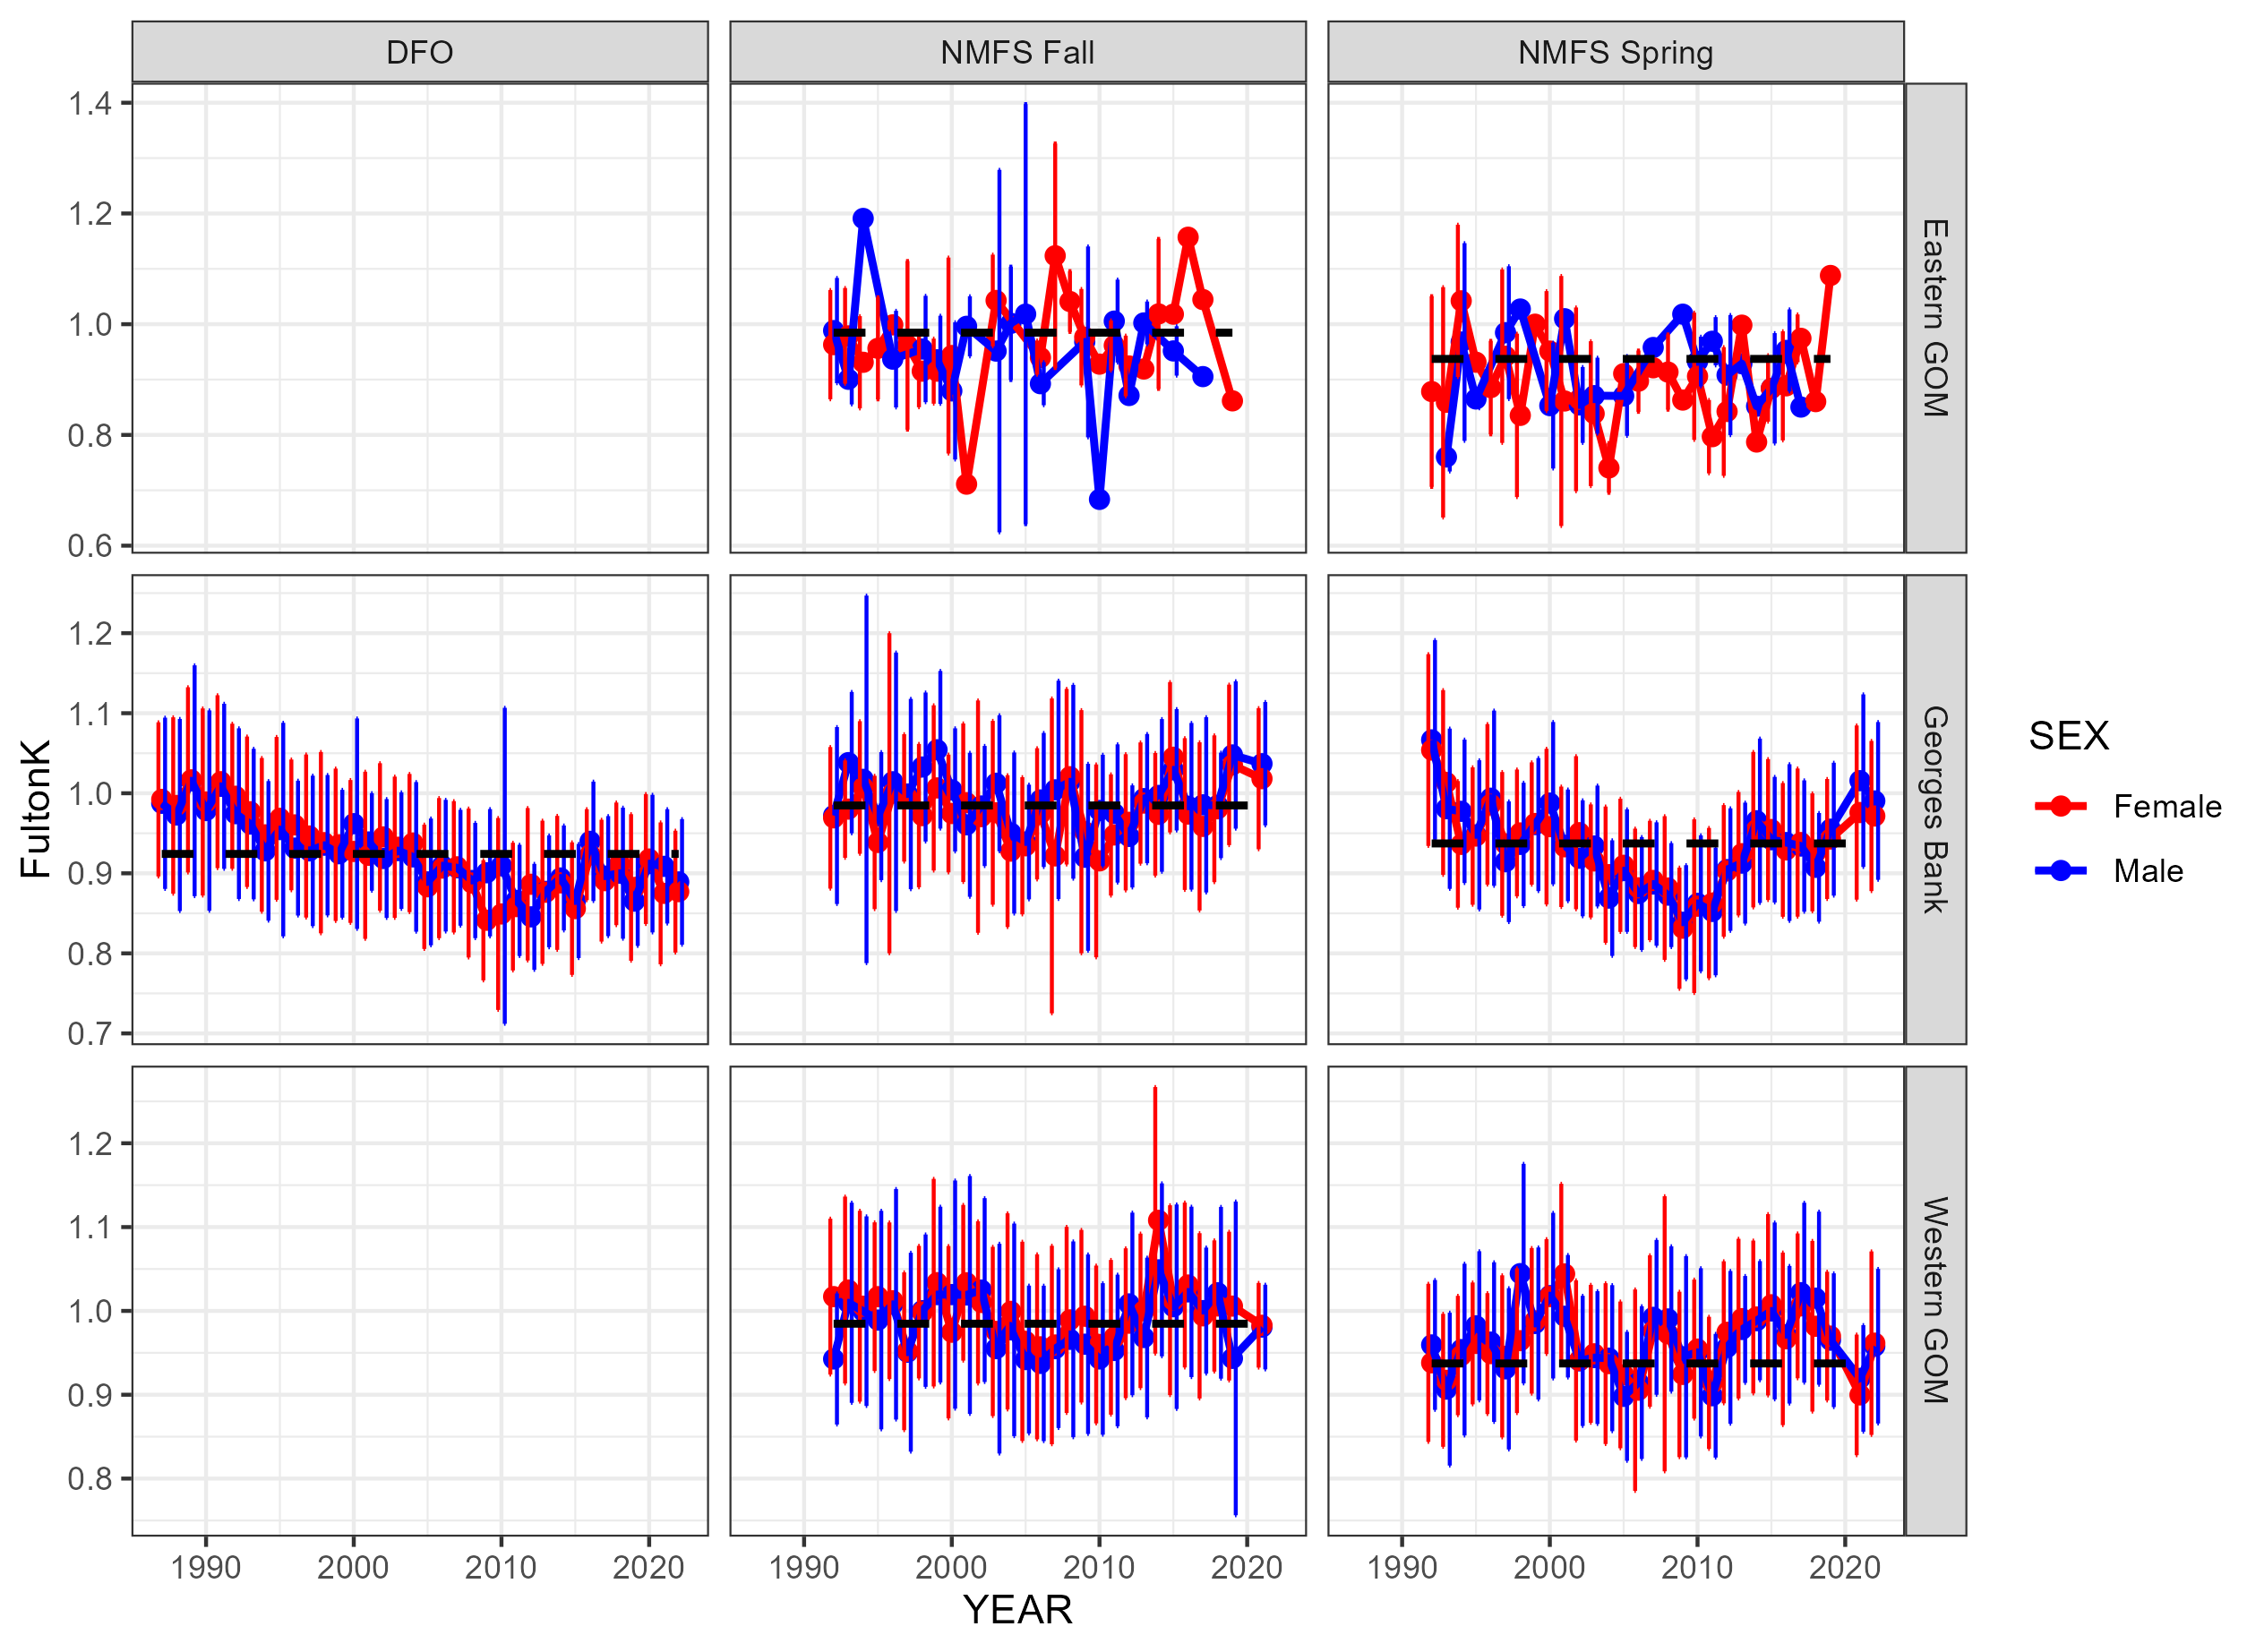 DFO
NMFS Fall
NMFS Spring
1.4
1.2
1.0
0.8
0.6
Eastern GOM
1.2
1.1
1.0
0.9
0.8
0.7
Georges Bank
1.2
1.1
1.0
0.9
0.8
Western GOM
FultonK
1990 2000 2010 2020
1990 2000 2010 2020
1990 2000 2010 2020
YEAR
SEX
Female
Male